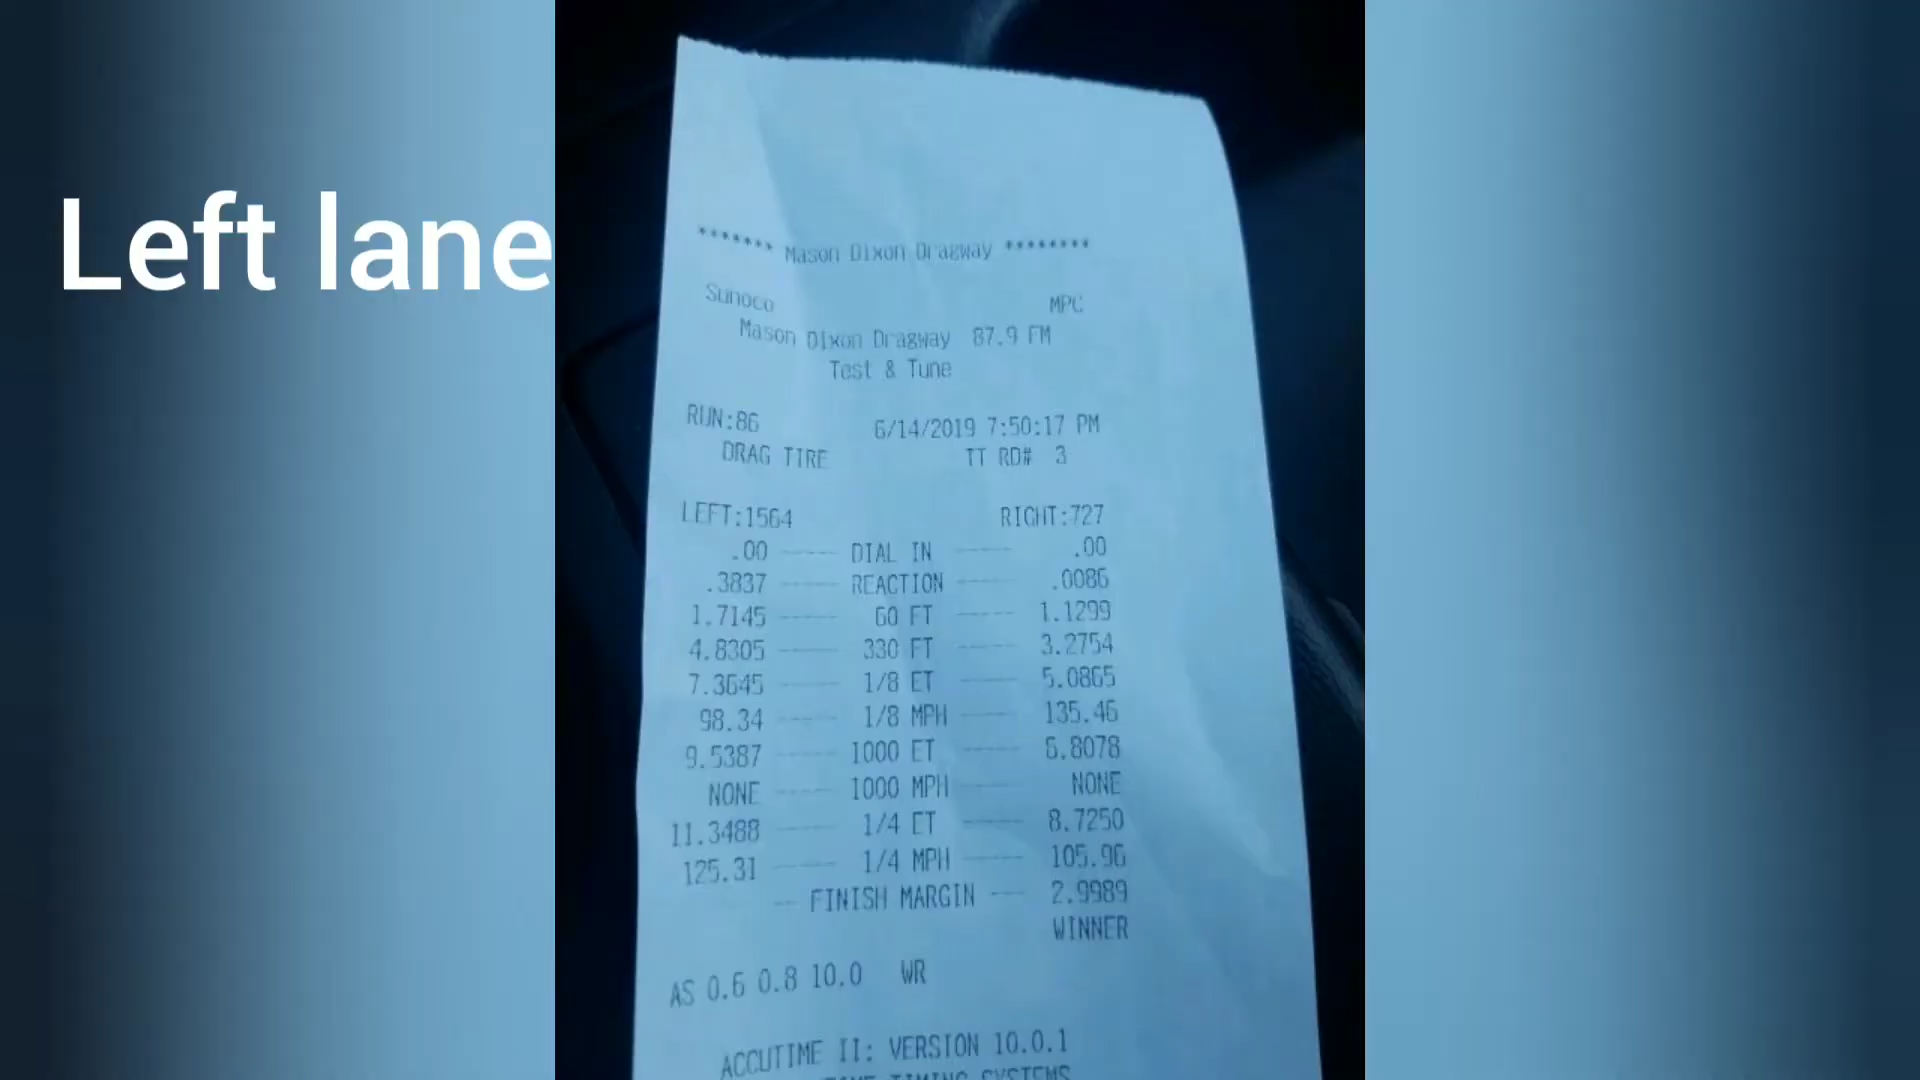 Left lane
******* Mason Dixon Dragway ********
Sunoco MPC
Mason Dixon Dragway 87.9 FM
Test & Tune
RUN:86 6/14/2019 7:50:17 PM
DRAG TIRE TT RD# 3
LEFT:1564 RIGHT:727
.00 ----- DIAL IN ----- .00
.3837 ----- REACTION ----- .0086
1.7145 ----- 60 FT ----- 1.1299
4.8305 ----- 330 FT ----- 3.2754
7.3645 ----- 1/8 ET ----- 5.0865
98.34 ----- 1/8 MPH ----- 135.46
9.5387 ----- 1000 ET ----- 6.8078
NONE ----- 1000 MPH ----- NONE
11.3488 ----- 1/4 ET ----- 8.7250
125.31 ----- 1/4 MPH ----- 105.96
-- FINISH MARGIN --- 2.9989
WINNER
AS 0.6 0.8 10.0 WR
ACCUTIME II: VERSION 10.0.1
TIMING SYSTEMS